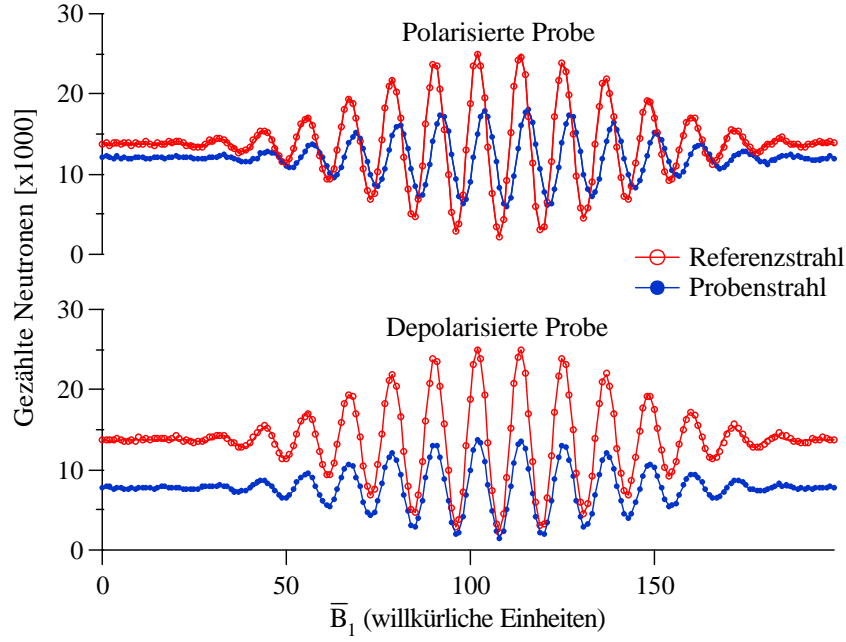 Gezählte Neutronen [x1000]
30
20
10
0
Polarisierte Probe
Referenzstrahl
Probenstrahl
30
20
10
0
Depolarisierte Probe
0 50 100 150
B̅₁ (willkürliche Einheiten)